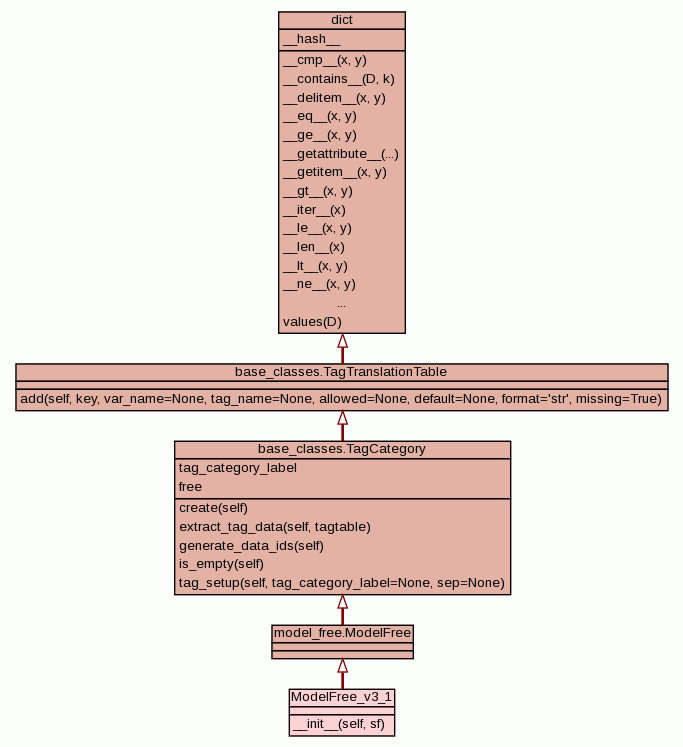 dict
__hash__
__cmp__(x, y)
__contains__(D, k)
__delitem__(x, y)
__eq__(x, y)
__ge__(x, y)
__getattribute__(...)
__getitem__(x, y)
__gt__(x, y)
__iter__(x)
__le__(x, y)
__len__(x)
__lt__(x, y)
__ne__(x, y)
...
values(D)
base_classes.TagTranslationTable
add(self, key, var_name=None, tag_name=None, allowed=None, default=None, format='str', missing=True)
base_classes.TagCategory
tag_category_label
free
create(self)
extract_tag_data(self, tagtable)
generate_data_ids(self)
is_empty(self)
tag_setup(self, tag_category_label=None, sep=None)
model_free.ModelFree
ModelFree_v3_1
__init__(self, sf)